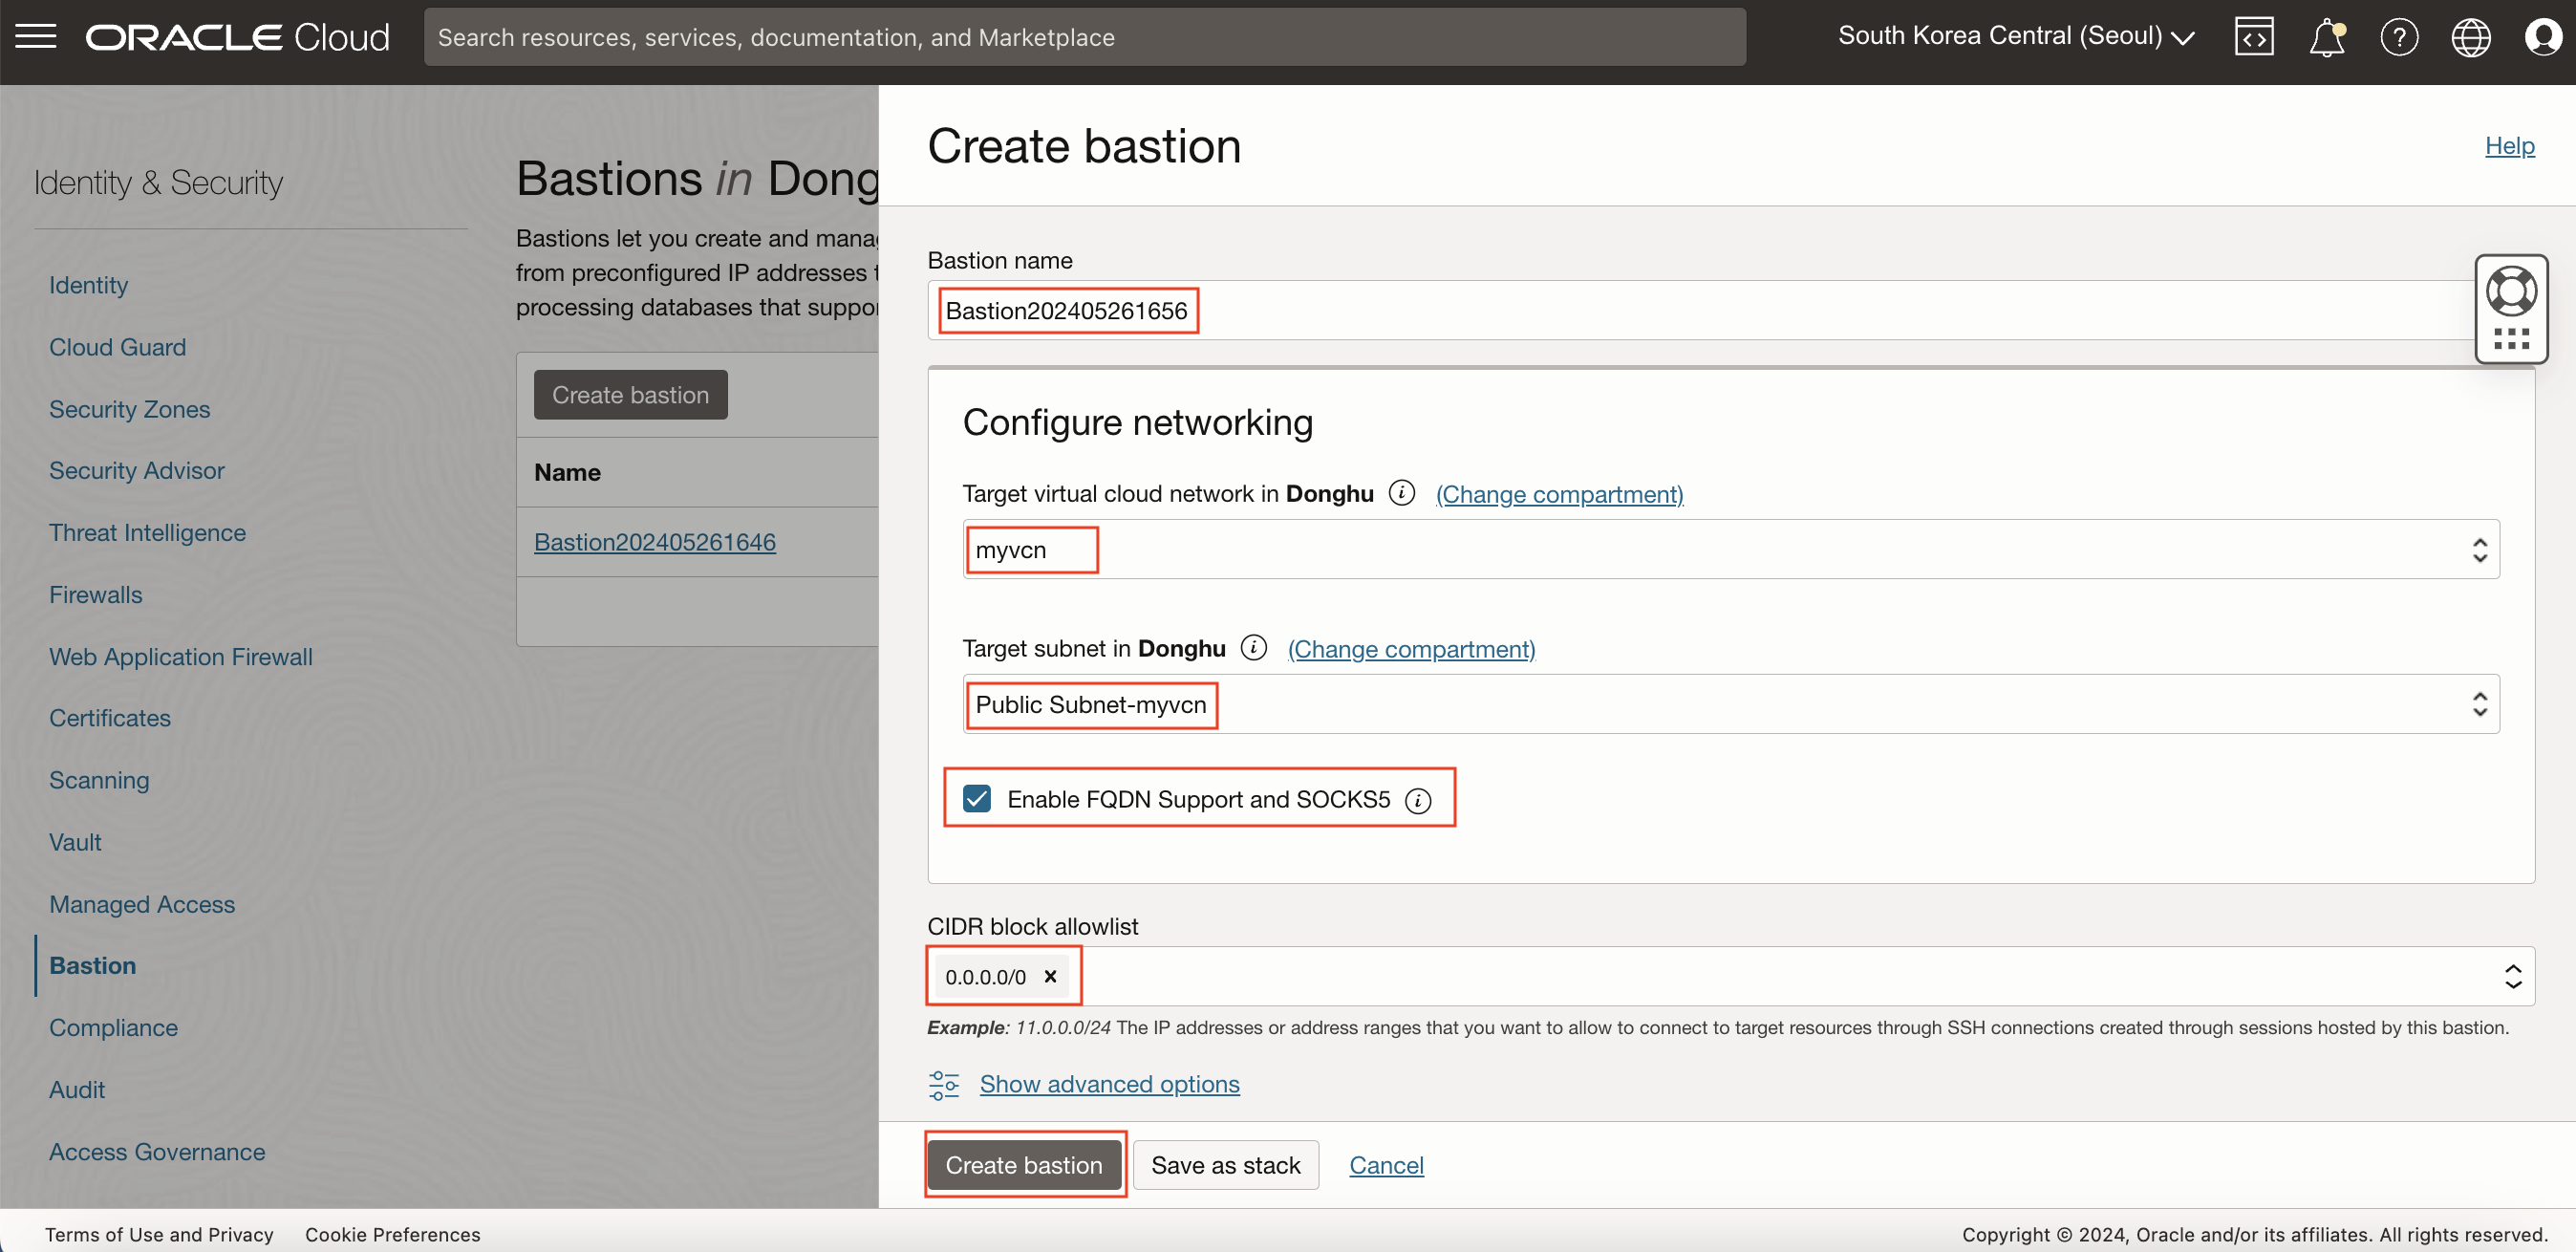 ORACLE Cloud
Search resources, services, documentation, and Marketplace
South Korea Central (Seoul)
Identity & Security
Identity
Cloud Guard
Security Zones
Security Advisor
Threat Intelligence
Firewalls
Web Application Firewall
Certificates
Scanning
Vault
Managed Access
Bastion
Compliance
Audit
Access Governance
Bastions in Dong
Bastions let you create and mana
from preconfigured IP addresses
processing databases that suppo
Create bastion
Name
Bastion202405261646
Create bastion
Help
Bastion name
Bastion202405261656
Configure networking
Target virtual cloud network in Donghu (Change compartment)
myvcn
Target subnet in Donghu (Change compartment)
Public Subnet-myvcn
Enable FQDN Support and SOCKS5
CIDR block allowlist
0.0.0.0/0
Example: 11.0.0.0/24 The IP addresses or address ranges that you want to allow to connect to target resources through SSH connections created through sessions hosted by this bastion.
Show advanced options
Create bastion
Save as stack
Cancel
Terms of Use and Privacy
Cookie Preferences
Copyright © 2024, Oracle and/or its affiliates. All rights reserved.